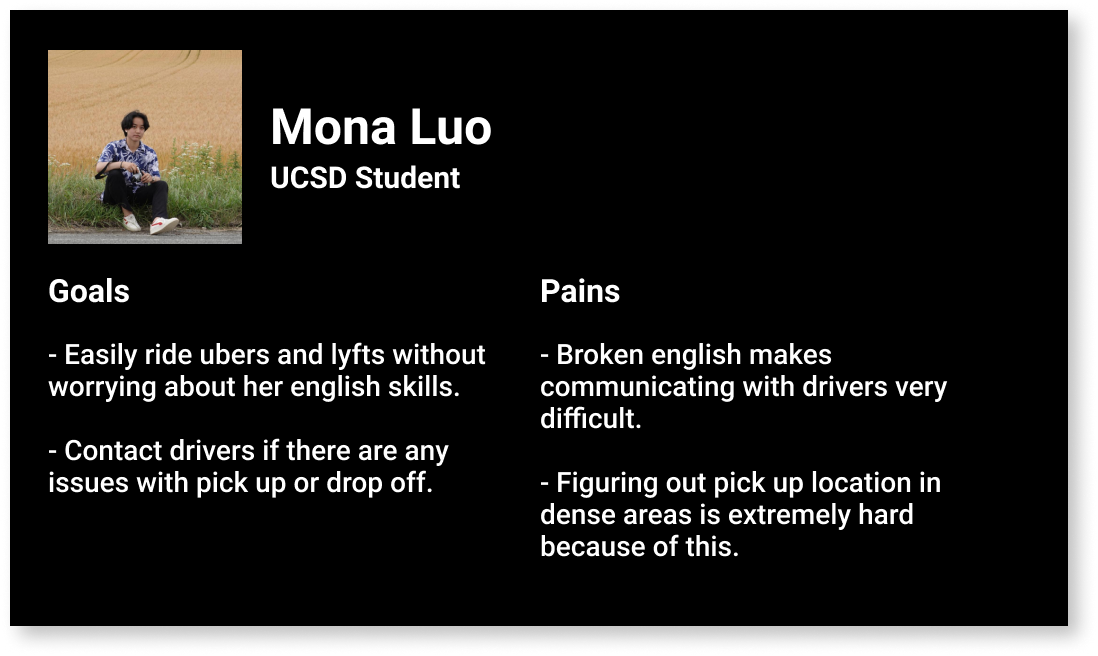 Mona Luo
UCSD Student
Goals
- Easily ride ubers and lyfts without
worrying about her english skills.
- Contact drivers if there are any
issues with pick up or drop off.
Pains
- Broken english makes
communicating with drivers very
difficult.
- Figuring out pick up location in
dense areas is extremely hard
because of this.